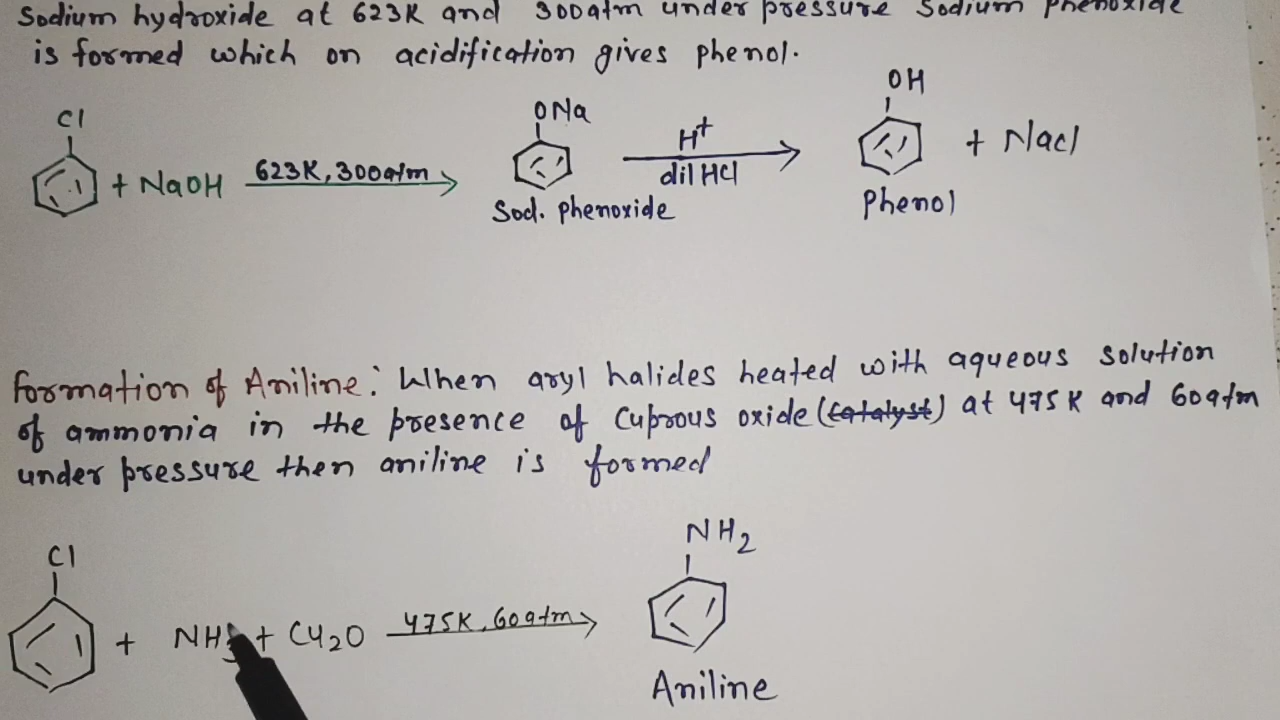 Sodium hydroxide at 623K and 300atm under pressure Sodium phenoxide
is formed which on acidification gives phenol.
Cl
+ NaOH
623K, 300atm
ONa
Sod. phenoxide
H+
dil HCl
OH
Phenol
+ Nacl
Formation of Aniline: When aryl halides heated with aqueous solution
of ammonia in the presence of Cuprous oxide (catalyst) at 475K and 60atm
under pressure then aniline is formed
Cl
+ NH3 + Cu2O
475K, 60atm
NH2
Aniline